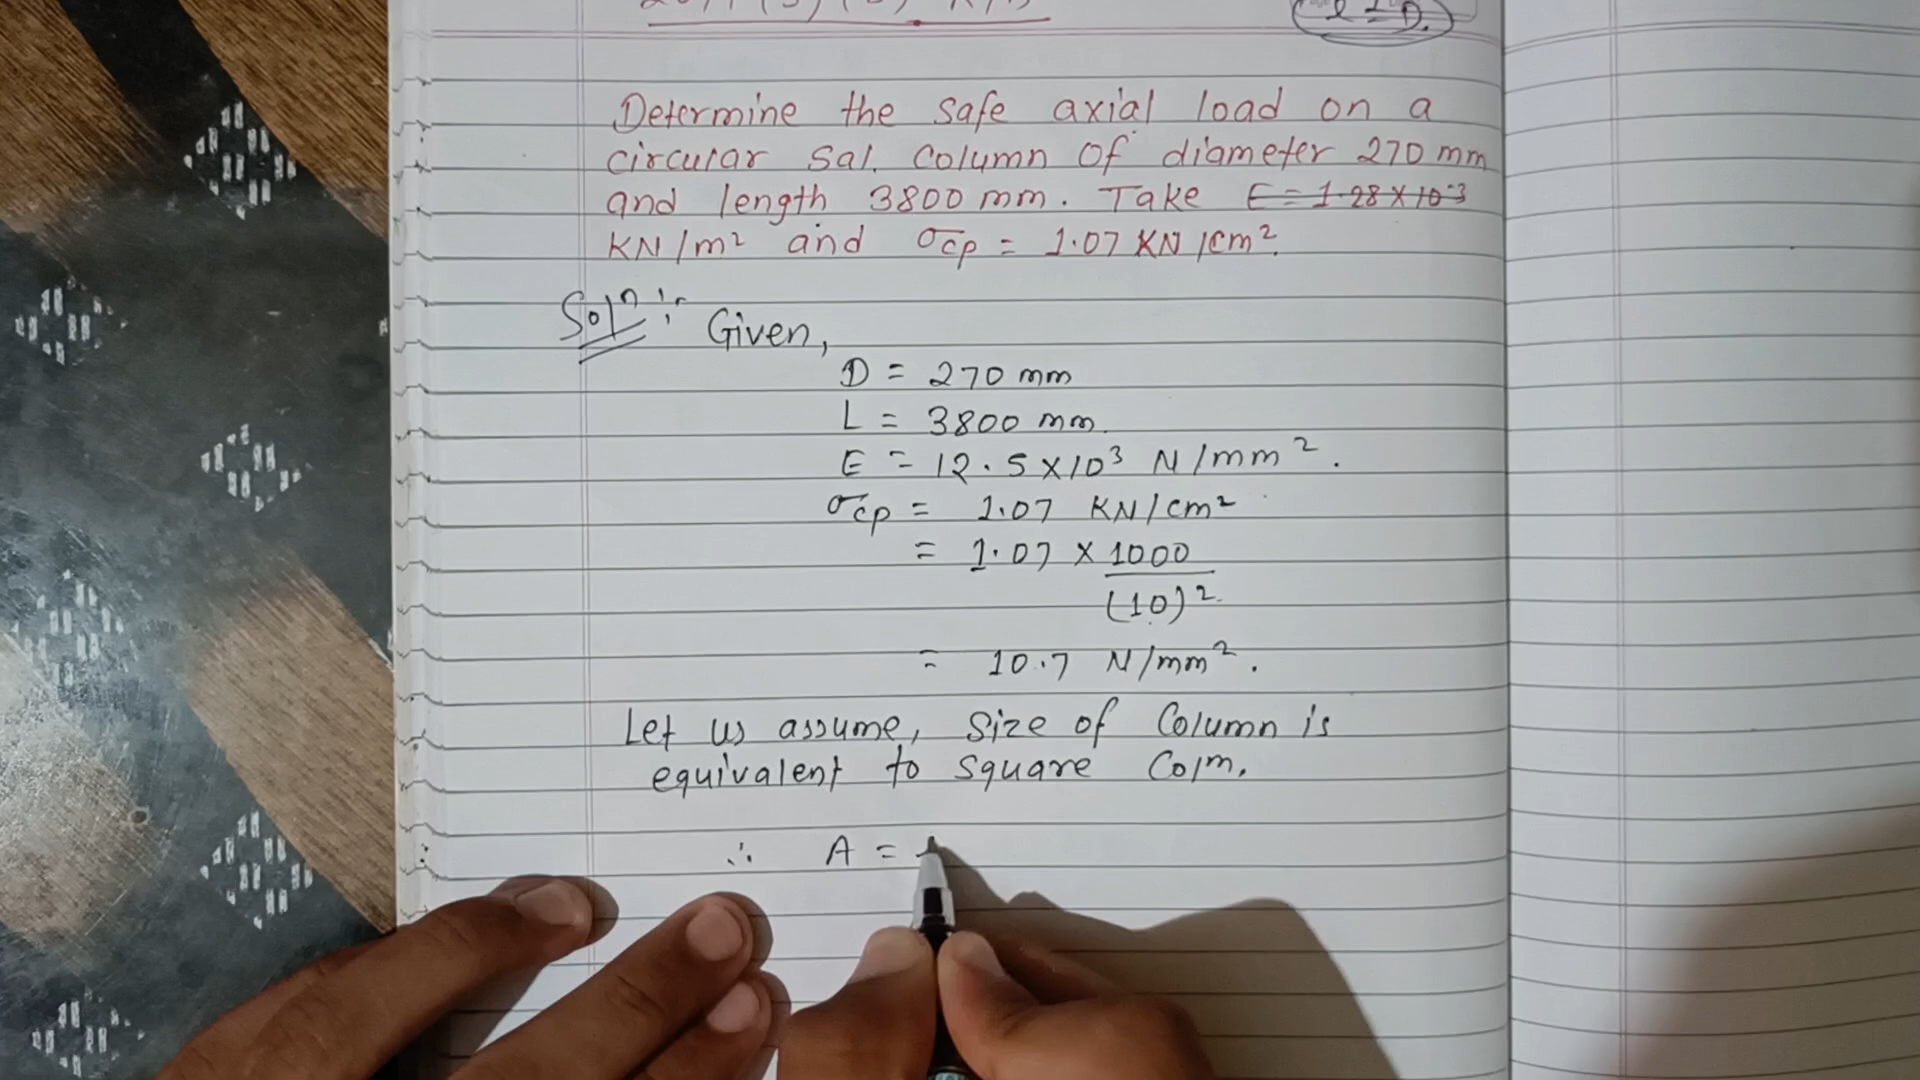 Determine the safe axial load on a
circular sal. column of diameter 270 mm
and length 3800 mm. Take E = 1.28 × 10⁻³
KN/m² and σcp = 1.07 KN/cm².
Solⁿ :- Given,
D = 270 mm
L = 3800 mm.
E = 12.5 × 10³ N/mm².
σcp = 1.07 KN/cm²
= 1.07 × 1000
(10)².
= 10.7 N/mm².
Let us assume, size of Column is
equivalent to square Colm.
∴ A =